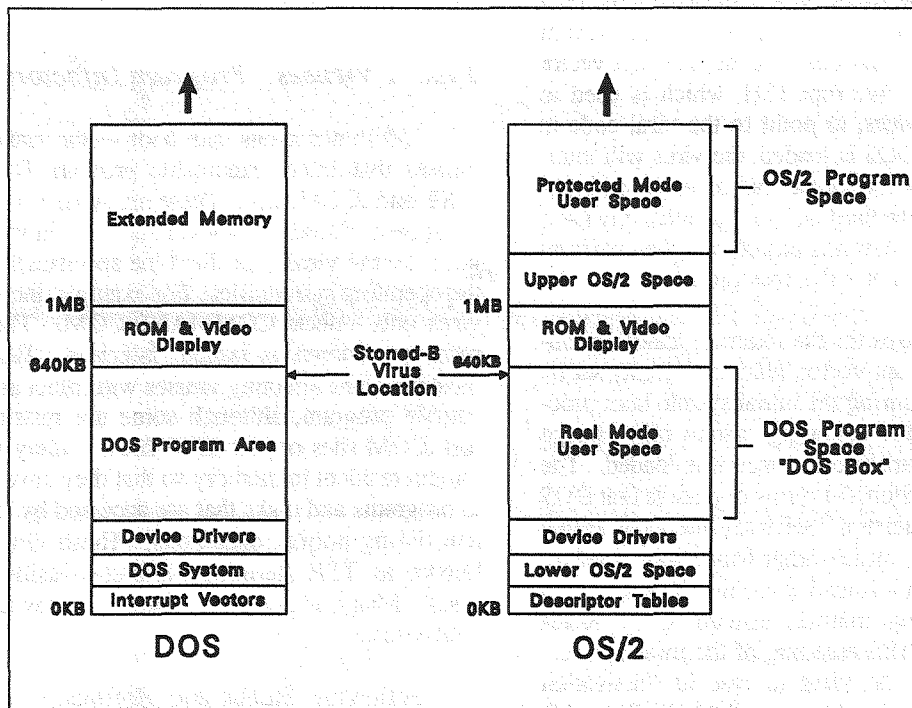 Extended Memory
1MB
ROM & Video
Display
640KB
DOS Program Area
Device Drivers
DOS System
Interrupt Vectors
0KB
DOS
Stoned-B
Virus
Location
Protected Mode
User Space
OS/2 Program
Space
Upper OS/2 Space
1MB
ROM & Video
Display
640KB
Real Mode
User Space
DOS Program
Space
"DOS Box"
Device Drivers
Lower OS/2 Space
Descriptor Tables
0KB
OS/2